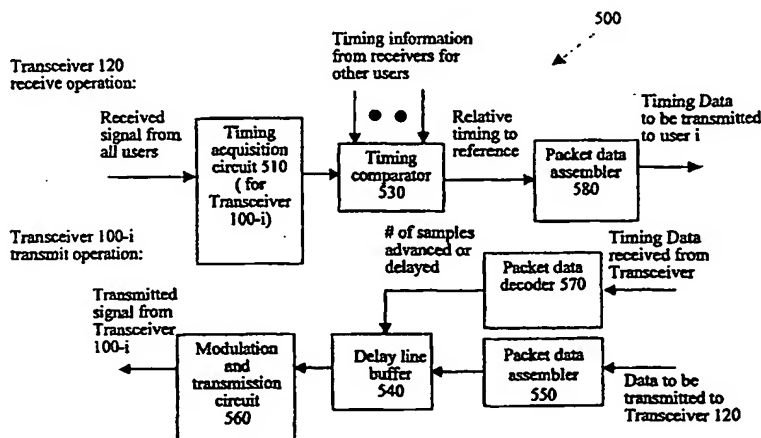 500
Timing information
from receivers for
other users
Transceiver 120
receive operation:
Received
signal from
all users
Timing
acquisition
circuit 510
( for
Transceiver
100-i)
Timing
comparator
530
Relative
timing to
reference
Packet data
assembler
580
Timing Data
to be transmitted
to user i
Transceiver 100-i
transmit operation:
# of samples
advanced or
delayed
Packet data
decoder 570
Timing Data
received from
Transceiver
Transmitted
signal from
Transceiver
100-i
Modulation
and
transmission
circuit
560
Delay line
buffer
540
Packet data
assembler
550
Data to be
transmitted to
Transceiver 120